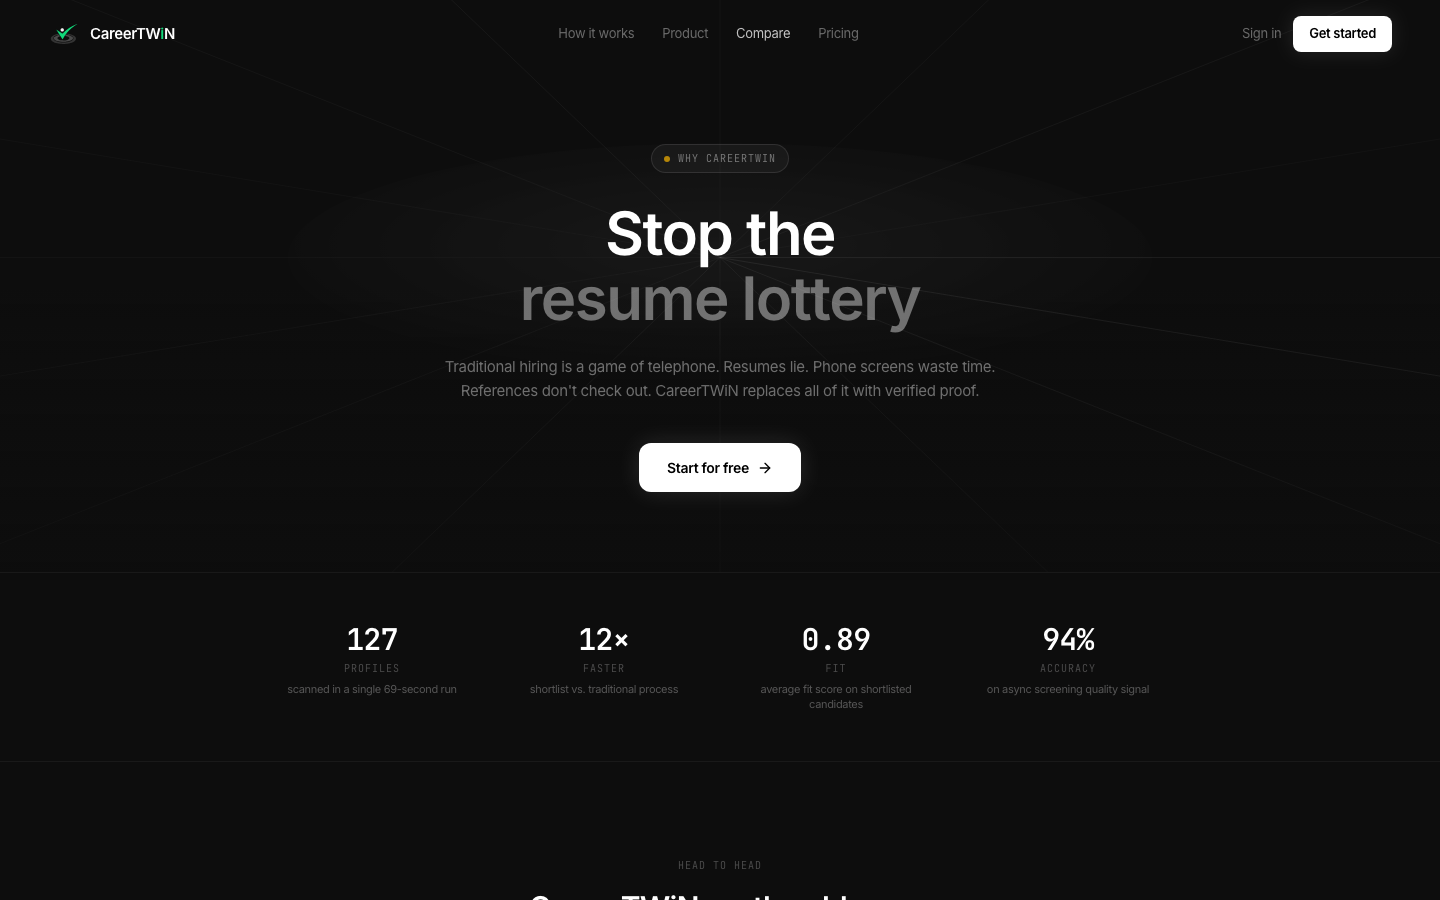 CareerTWiN
How it works
Product
Compare
Pricing
Sign in
Get started
WHY CAREERTWIN
Stop the
resume lottery
Traditional hiring is a game of telephone. Resumes lie. Phone screens waste time.
References don't check out. CareerTWiN replaces all of it with verified proof.
Start for free →
127
PROFILES
scanned in a single 69-second run
12×
FASTER
shortlist vs. traditional process
0.89
FIT
average fit score on shortlisted
candidates
94%
ACCURACY
on async screening quality signal
HEAD TO HEAD